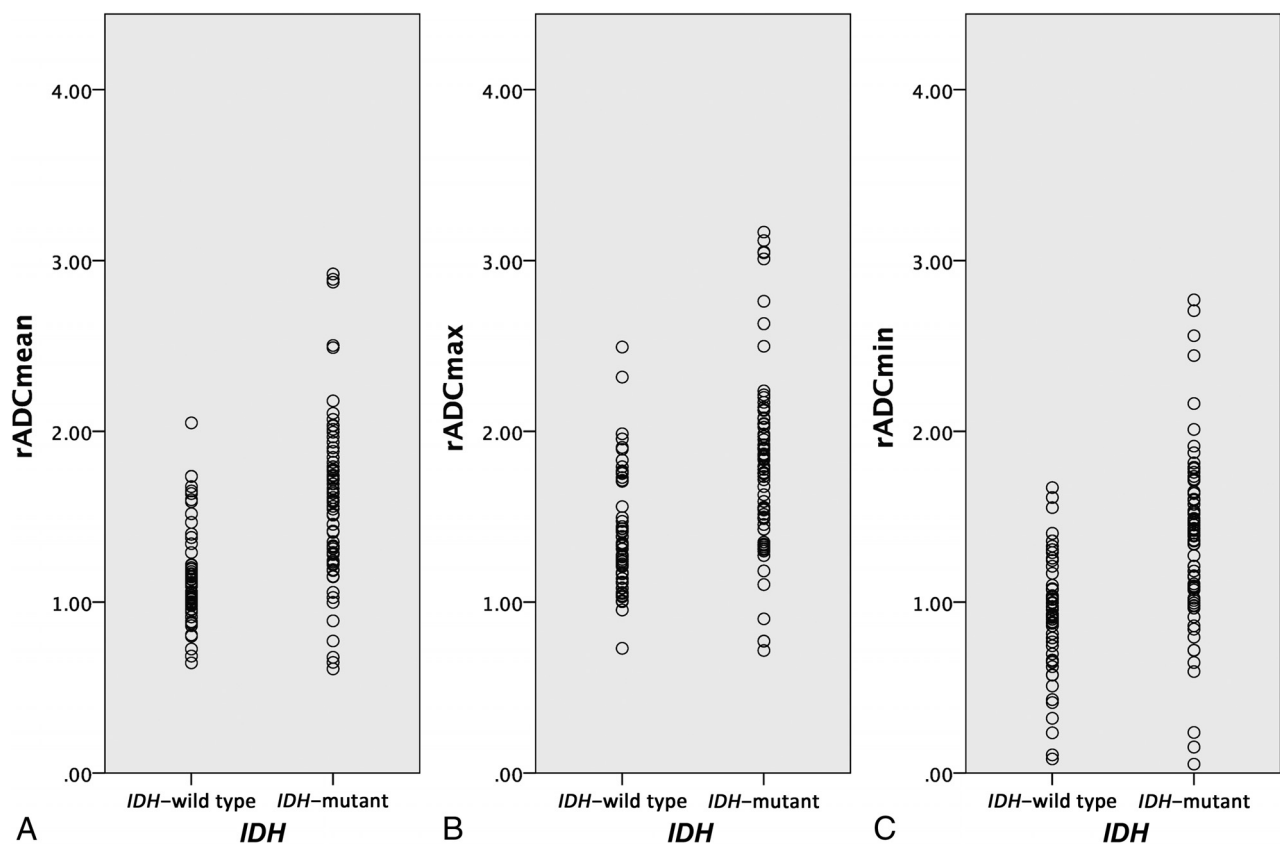 4.00
3.00
2.00
1.00
.00
rADCmean
IDH–wild type IDH–mutant
IDH
A
4.00
3.00
2.00
1.00
.00
rADCmax
IDH–wild type IDH–mutant
IDH
B
4.00
3.00
2.00
1.00
.00
rADCmin
IDH–wild type IDH–mutant
IDH
C